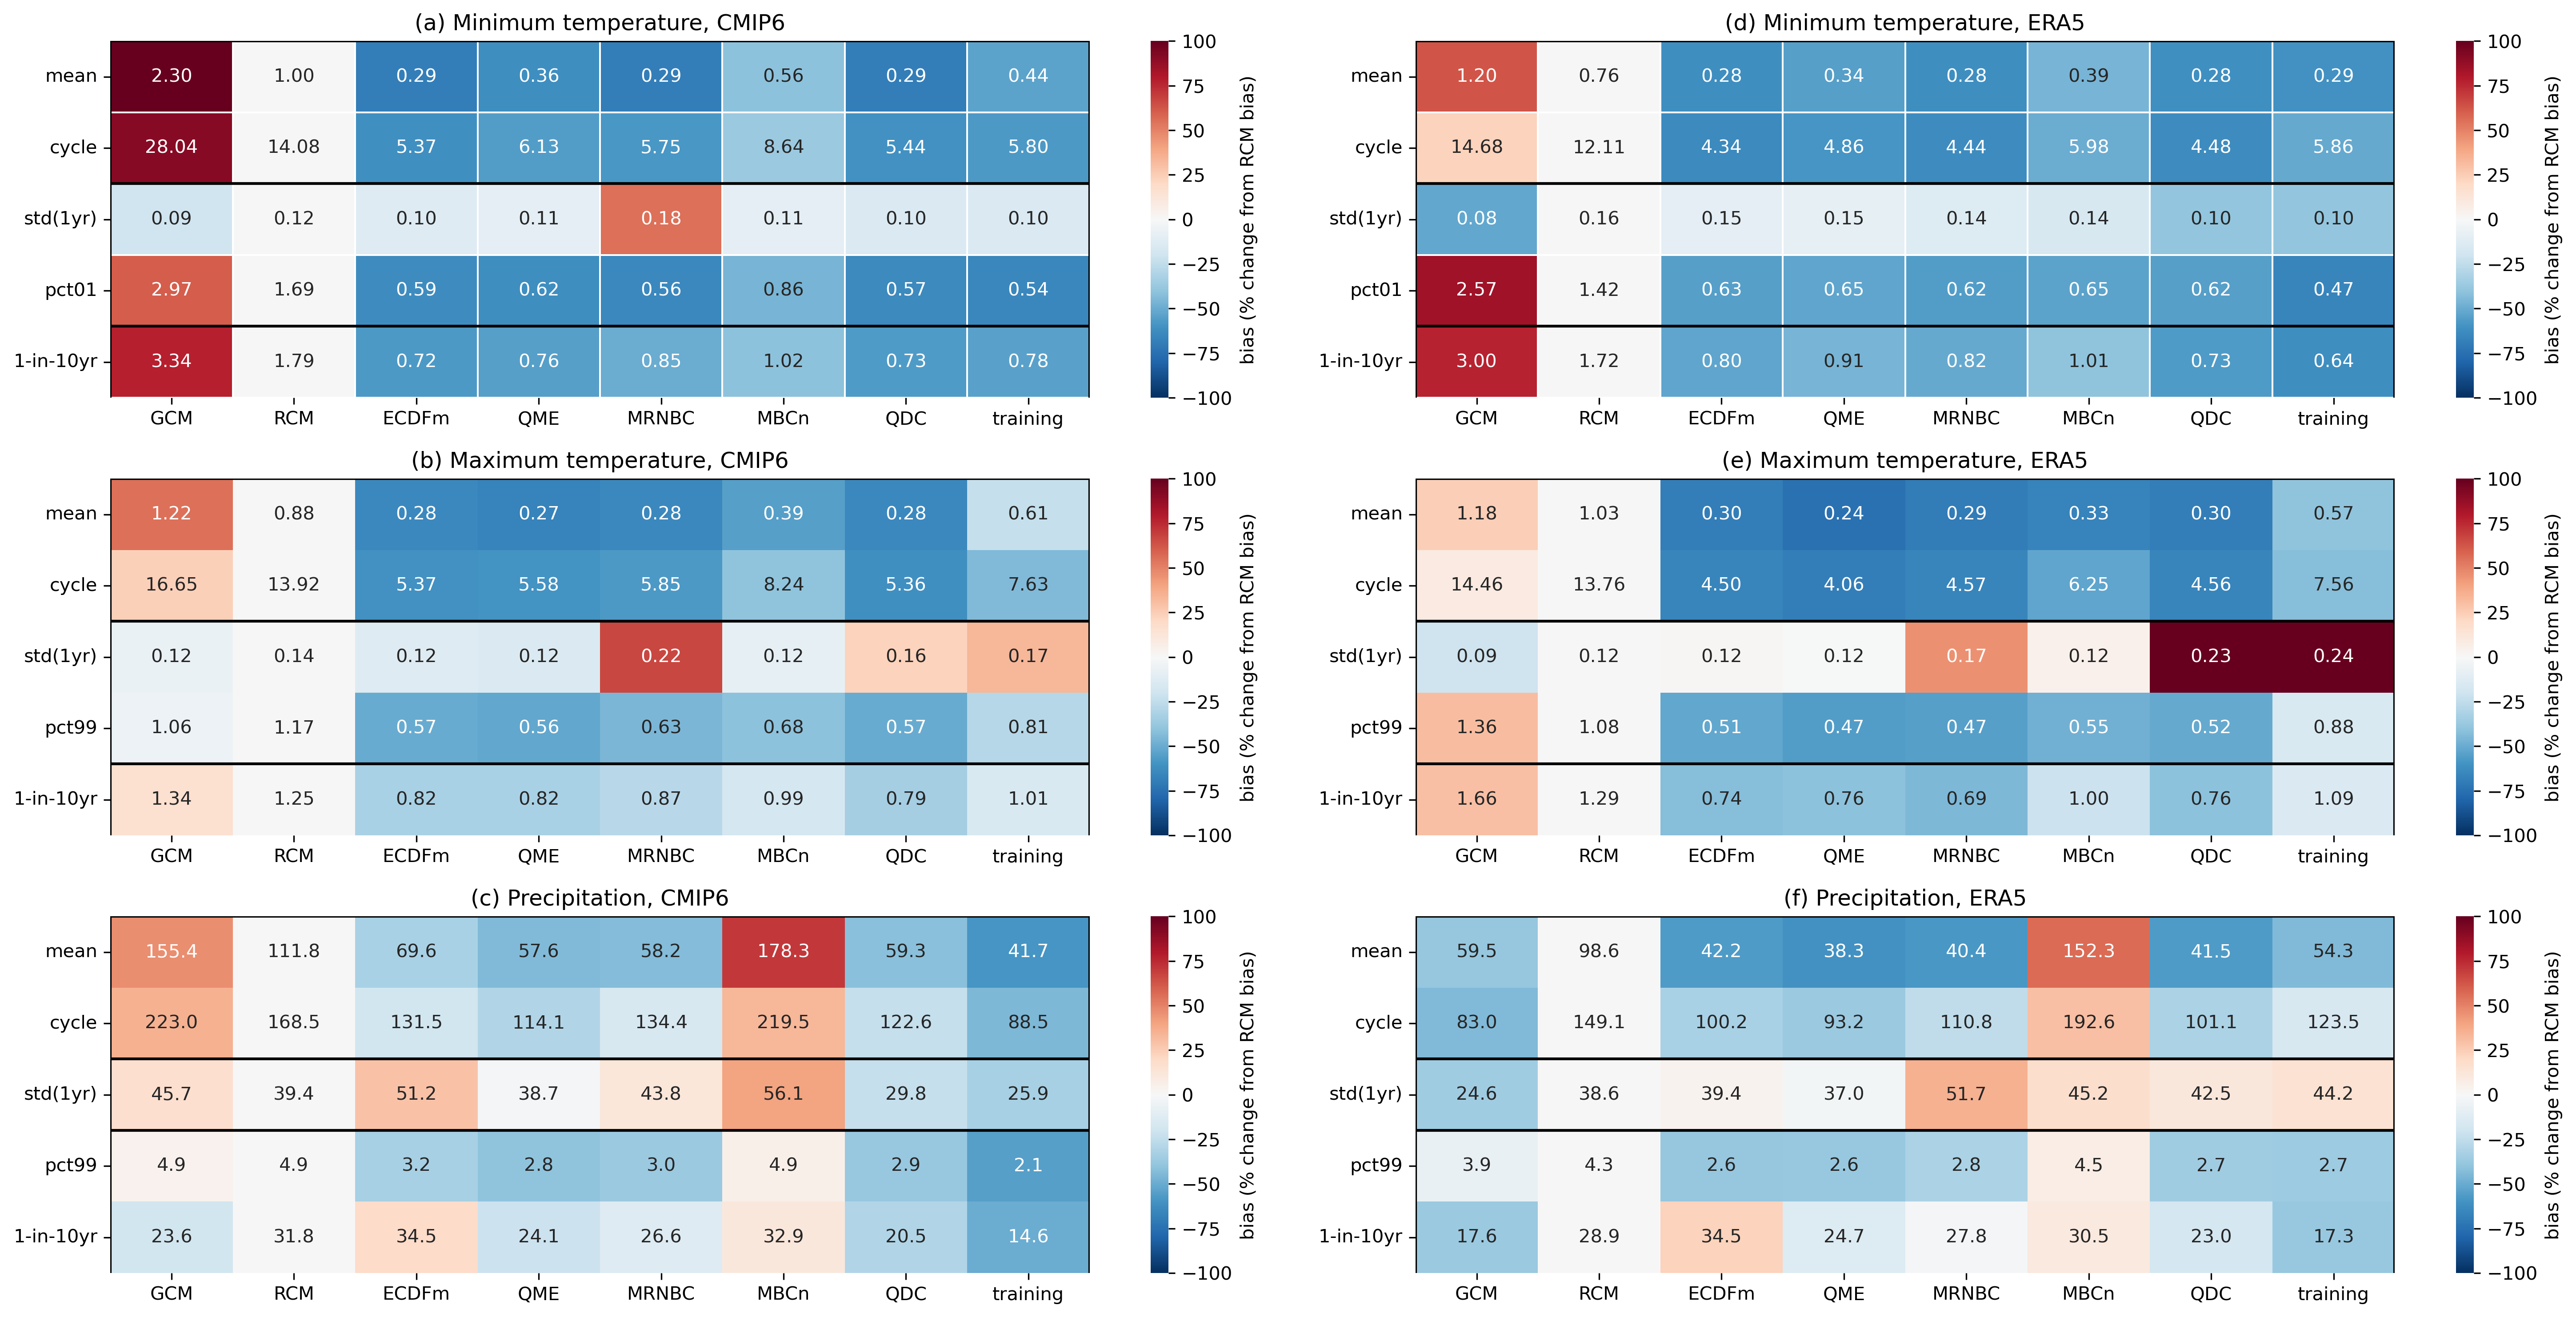 (a) Minimum temperature, CMIP6
mean 2.30 1.00 0.29 0.36 0.29 0.56 0.29 0.44
cycle 28.04 14.08 5.37 6.13 5.75 8.64 5.44 5.80
std(1yr) 0.09 0.12 0.10 0.11 0.18 0.11 0.10 0.10
pct01 2.97 1.69 0.59 0.62 0.56 0.86 0.57 0.54
1-in-10yr 3.34 1.79 0.72 0.76 0.85 1.02 0.73 0.78
GCM RCM ECDFm QME MRNBC MBCn QDC training
100
75
50
25
0
−25
−50
−75
−100
bias (% change from RCM bias)
(d) Minimum temperature, ERA5
mean 1.20 0.76 0.28 0.34 0.28 0.39 0.28 0.29
cycle 14.68 12.11 4.34 4.86 4.44 5.98 4.48 5.86
std(1yr) 0.08 0.16 0.15 0.15 0.14 0.14 0.10 0.10
pct01 2.57 1.42 0.63 0.65 0.62 0.65 0.62 0.47
1-in-10yr 3.00 1.72 0.80 0.91 0.82 1.01 0.73 0.64
GCM RCM ECDFm QME MRNBC MBCn QDC training
100
75
50
25
0
−25
−50
−75
−100
bias (% change from RCM bias)
(b) Maximum temperature, CMIP6
mean 1.22 0.88 0.28 0.27 0.28 0.39 0.28 0.61
cycle 16.65 13.92 5.37 5.58 5.85 8.24 5.36 7.63
std(1yr) 0.12 0.14 0.12 0.12 0.22 0.12 0.16 0.17
pct99 1.06 1.17 0.57 0.56 0.63 0.68 0.57 0.81
1-in-10yr 1.34 1.25 0.82 0.82 0.87 0.99 0.79 1.01
GCM RCM ECDFm QME MRNBC MBCn QDC training
100
75
50
25
0
−25
−50
−75
−100
bias (% change from RCM bias)
(e) Maximum temperature, ERA5
mean 1.18 1.03 0.30 0.24 0.29 0.33 0.30 0.57
cycle 14.46 13.76 4.50 4.06 4.57 6.25 4.56 7.56
std(1yr) 0.09 0.12 0.12 0.12 0.17 0.12 0.23 0.24
pct99 1.36 1.08 0.51 0.47 0.47 0.55 0.52 0.88
1-in-10yr 1.66 1.29 0.74 0.76 0.69 1.00 0.76 1.09
GCM RCM ECDFm QME MRNBC MBCn QDC training
100
75
50
25
0
−25
−50
−75
−100
bias (% change from RCM bias)
(c) Precipitation, CMIP6
mean 155.4 111.8 69.6 57.6 58.2 178.3 59.3 41.7
cycle 223.0 168.5 131.5 114.1 134.4 219.5 122.6 88.5
std(1yr) 45.7 39.4 51.2 38.7 43.8 56.1 29.8 25.9
pct99 4.9 4.9 3.2 2.8 3.0 4.9 2.9 2.1
1-in-10yr 23.6 31.8 34.5 24.1 26.6 32.9 20.5 14.6
GCM RCM ECDFm QME MRNBC MBCn QDC training
100
75
50
25
0
−25
−50
−75
−100
bias (% change from RCM bias)
(f) Precipitation, ERA5
mean 59.5 98.6 42.2 38.3 40.4 152.3 41.5 54.3
cycle 83.0 149.1 100.2 93.2 110.8 192.6 101.1 123.5
std(1yr) 24.6 38.6 39.4 37.0 51.7 45.2 42.5 44.2
pct99 3.9 4.3 2.6 2.6 2.8 4.5 2.7 2.7
1-in-10yr 17.6 28.9 34.5 24.7 27.8 30.5 23.0 17.3
GCM RCM ECDFm QME MRNBC MBCn QDC training
100
75
50
25
0
−25
−50
−75
−100
bias (% change from RCM bias)